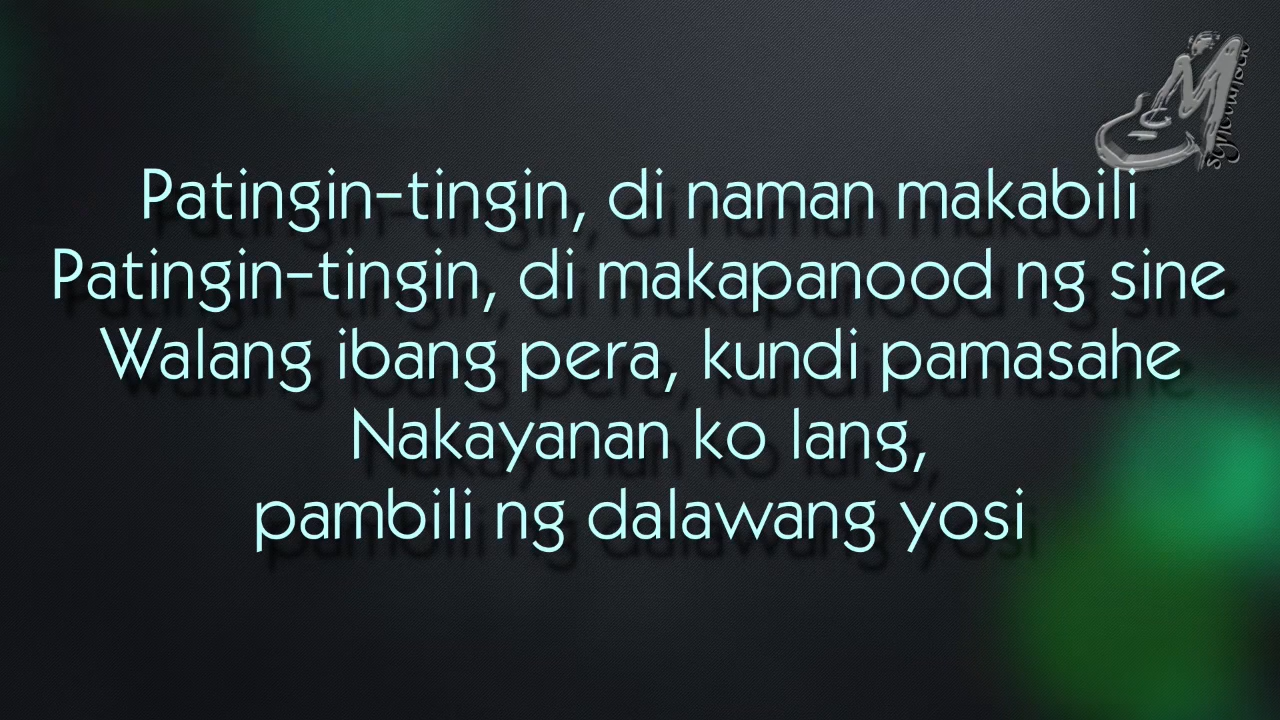 Patingin-tingin, di naman makabili
Patingin-tingin, di makapanood ng sine
Walang ibang pera, kundi pamasahe
Nakayanan ko lang,
pambili ng dalawang yosi